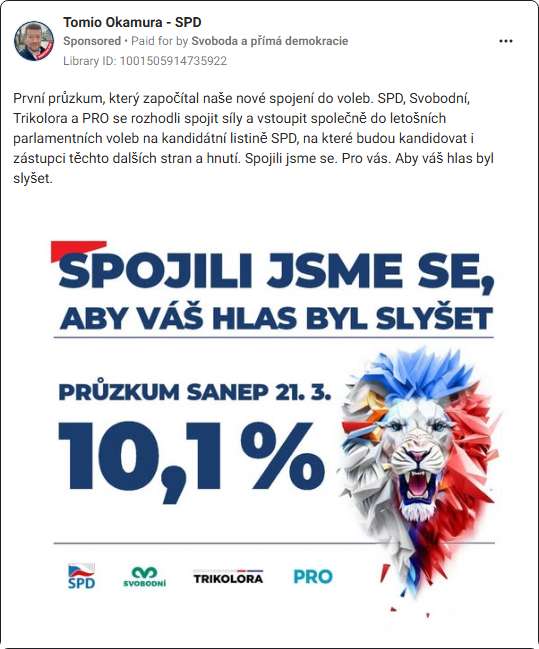 Tomio Okamura - SPD
Sponsored • Paid for by Svoboda a přímá demokracie
Library ID: 1001505914735922
První průzkum, který započítal naše nové spojení do voleb. SPD, Svobodní,
Trikolora a PRO se rozhodli spojit síly a vstoupit společně do letošních
parlamentních voleb na kandidátní listině SPD, na které budou kandidovat i
zástupci těchto dalších stran a hnutí. Spojili jsme se. Pro vás. Aby váš hlas byl
slyšet.
SPOJILI JSME SE,
ABY VÁŠ HLAS BYL SLYŠET
PRŮZKUM SANEP 21. 3.
10,1 %
SPD SVOBODNÍ TRIKOLORA PRO